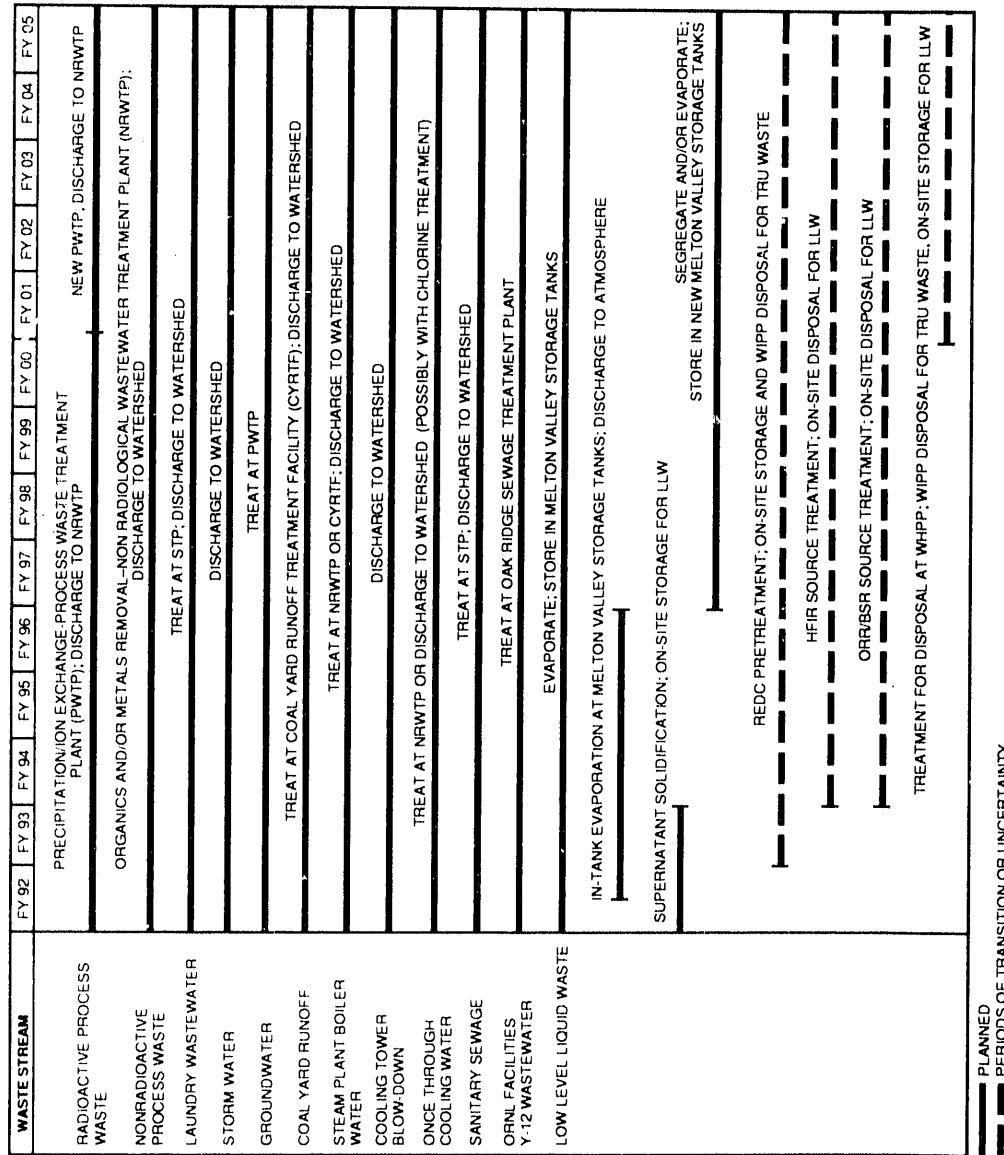 WASTE STREAM
FY 92
FY 93
FY 94
FY 95
FY 96
FY 97
FY 98
FY 99
FY 00
FY 01
FY 02
FY 03
FY 04
FY 05
RADIOACTIVE PROCESS
WASTE
PRECIPITATION/ION EXCHANGE-PROCESS WASTE TREATMENT
PLANT (PWTP); DISCHARGE TO NRWTP
NEW PWTP, DISCHARGE TO NRWTP
NONRADIOACTIVE
PROCESS WASTE
ORGANICS AND/OR METALS REMOVAL–NON RADIOLOGICAL WASTEWATER TREATMENT PLANT (NRWTP);
DISCHARGE TO WATERSHED
LAUNDRY WASTEWATER
TREAT AT STP; DISCHARGE TO WATERSHED
STORM WATER
DISCHARGE TO WATERSHED
GROUNDWATER
TREAT AT PWTP
COAL YARD RUNOFF
TREAT AT COAL YARD RUNOFF TREATMENT FACILITY (CYRTF); DISCHARGE TO WATERSHED
STEAM PLANT BOILER
WATER
TREAT AT NRWTP OR CYRTF; DISCHARGE TO WATERSHED
COOLING TOWER
BLOW-DOWN
DISCHARGE TO WATERSHED
ONCE THROUGH
COOLING WATER
TREAT AT NRWTP OR DISCHARGE TO WATERSHED (POSSIBLY WITH CHLORINE TREATMENT)
SANITARY SEWAGE
TREAT AT STP; DISCHARGE TO WATERSHED
ORNL FACILITIES
Y-12 WASTEWATER
TREAT AT OAK RIDGE SEWAGE TREATMENT PLANT
LOW LEVEL LIQUID WASTE
EVAPORATE; STORE IN MELTON VALLEY STORAGE TANKS
IN-TANK EVAPORATION AT MELTON VALLEY STORAGE TANKS; DISCHARGE TO ATMOSPHERE
SUPERNATANT SOLIDIFICATION; ON-SITE STORAGE FOR LLW
SEGREGATE AND/OR EVAPORATE;
STORE IN NEW MELTON VALLEY STORAGE TANKS
REDC PRETREATMENT; ON-SITE STORAGE AND WIPP DISPOSAL FOR TRU WASTE
HFIR SOURCE TREATMENT; ON-SITE DISPOSAL FOR LLW
ORR/BSR SOURCE TREATMENT; ON-SITE DISPOSAL FOR LLW
TREATMENT FOR DISPOSAL AT WHPP; WIPP DISPOSAL FOR TRU WASTE, ON-SITE STORAGE FOR LLW
PLANNED
PERIODS OF TRANSITION OR UNCERTAINTY